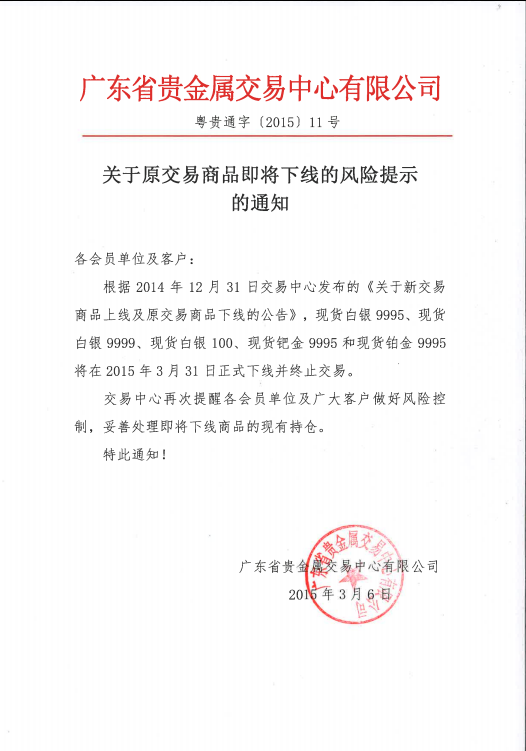 广东省贵金属交易中心有限公司
粤贵通字〔2015〕11 号
关于原交易商品即将下线的风险提示
的通知
各会员单位及客户：
根据 2014 年 12 月 31 日交易中心发布的《关于新交易
商品上线及原交易商品下线的公告》，现货白银 9995、现货
白银 9999、现货白银 100、现货钯金 9995 和现货铂金 9995
将在 2015 年 3 月 31 日正式下线并终止交易。
交易中心再次提醒各会员单位及广大客户做好风险控
制，妥善处理即将下线商品的现有持仓。
特此通知！
广东省贵金属交易中心有限公司
2015 年 3 月 6 日
广东省贵金属交易中心有限公司